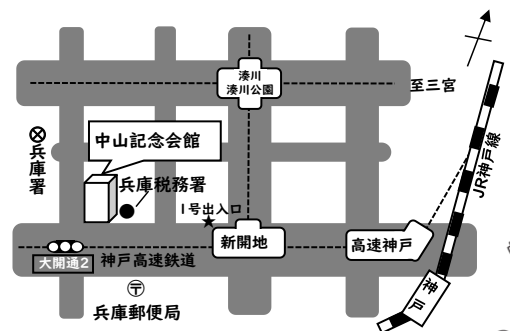 湊川
湊川公園
至三宮
中山記念会館
兵庫署
兵庫税務署
JR神戸線
1号出入口
新開地
高速神戸
大開通2
神戸高速鉄道
神戸
〒
兵庫郵便局